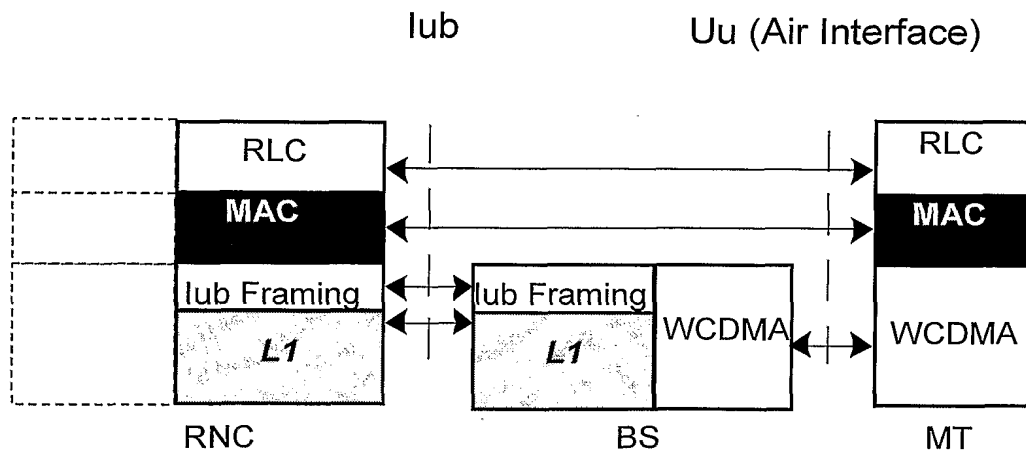 Iub Uu (Air Interface)
RLC RLC
MAC MAC
Iub Framing Iub Framing
WCDMA WCDMA
L1 L1
RNC BS MT